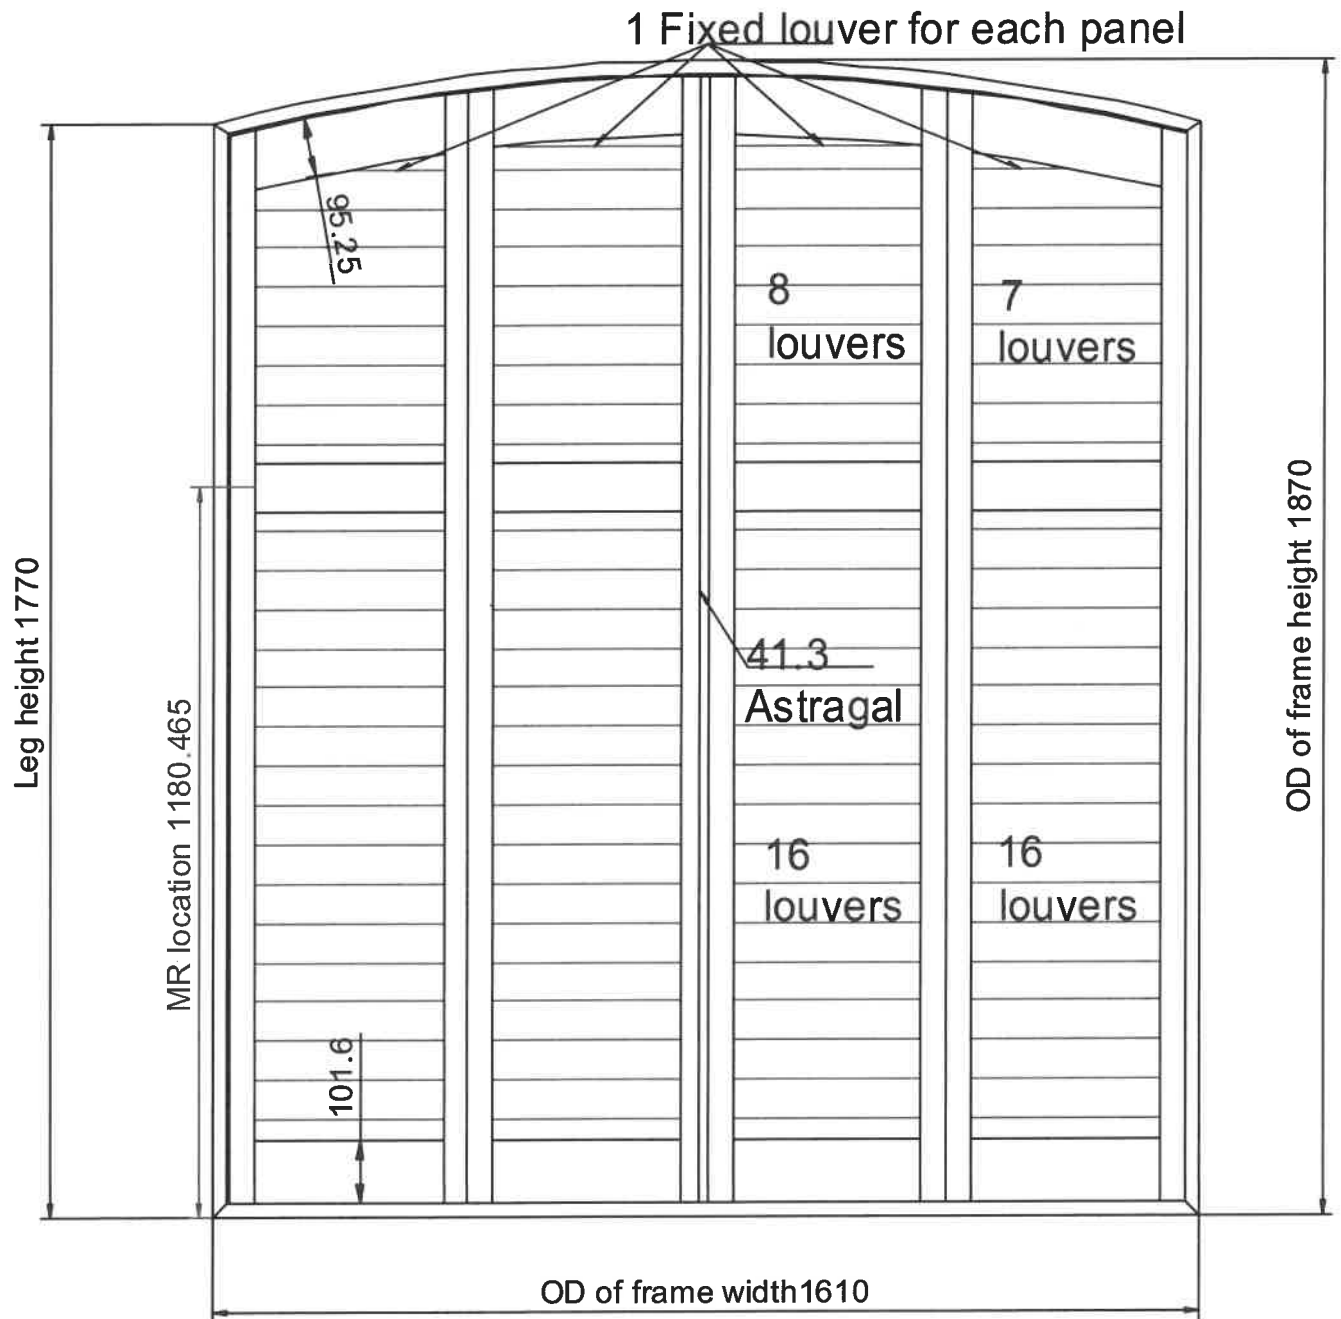 1 Fixed louver for each panel
95.25
8
louvers
7
louvers
Leg height 1770
MR location 1180.465
OD of frame height 1870
41.3
Astragal
16
louvers
16
louvers
101.6
OD of frame width1610